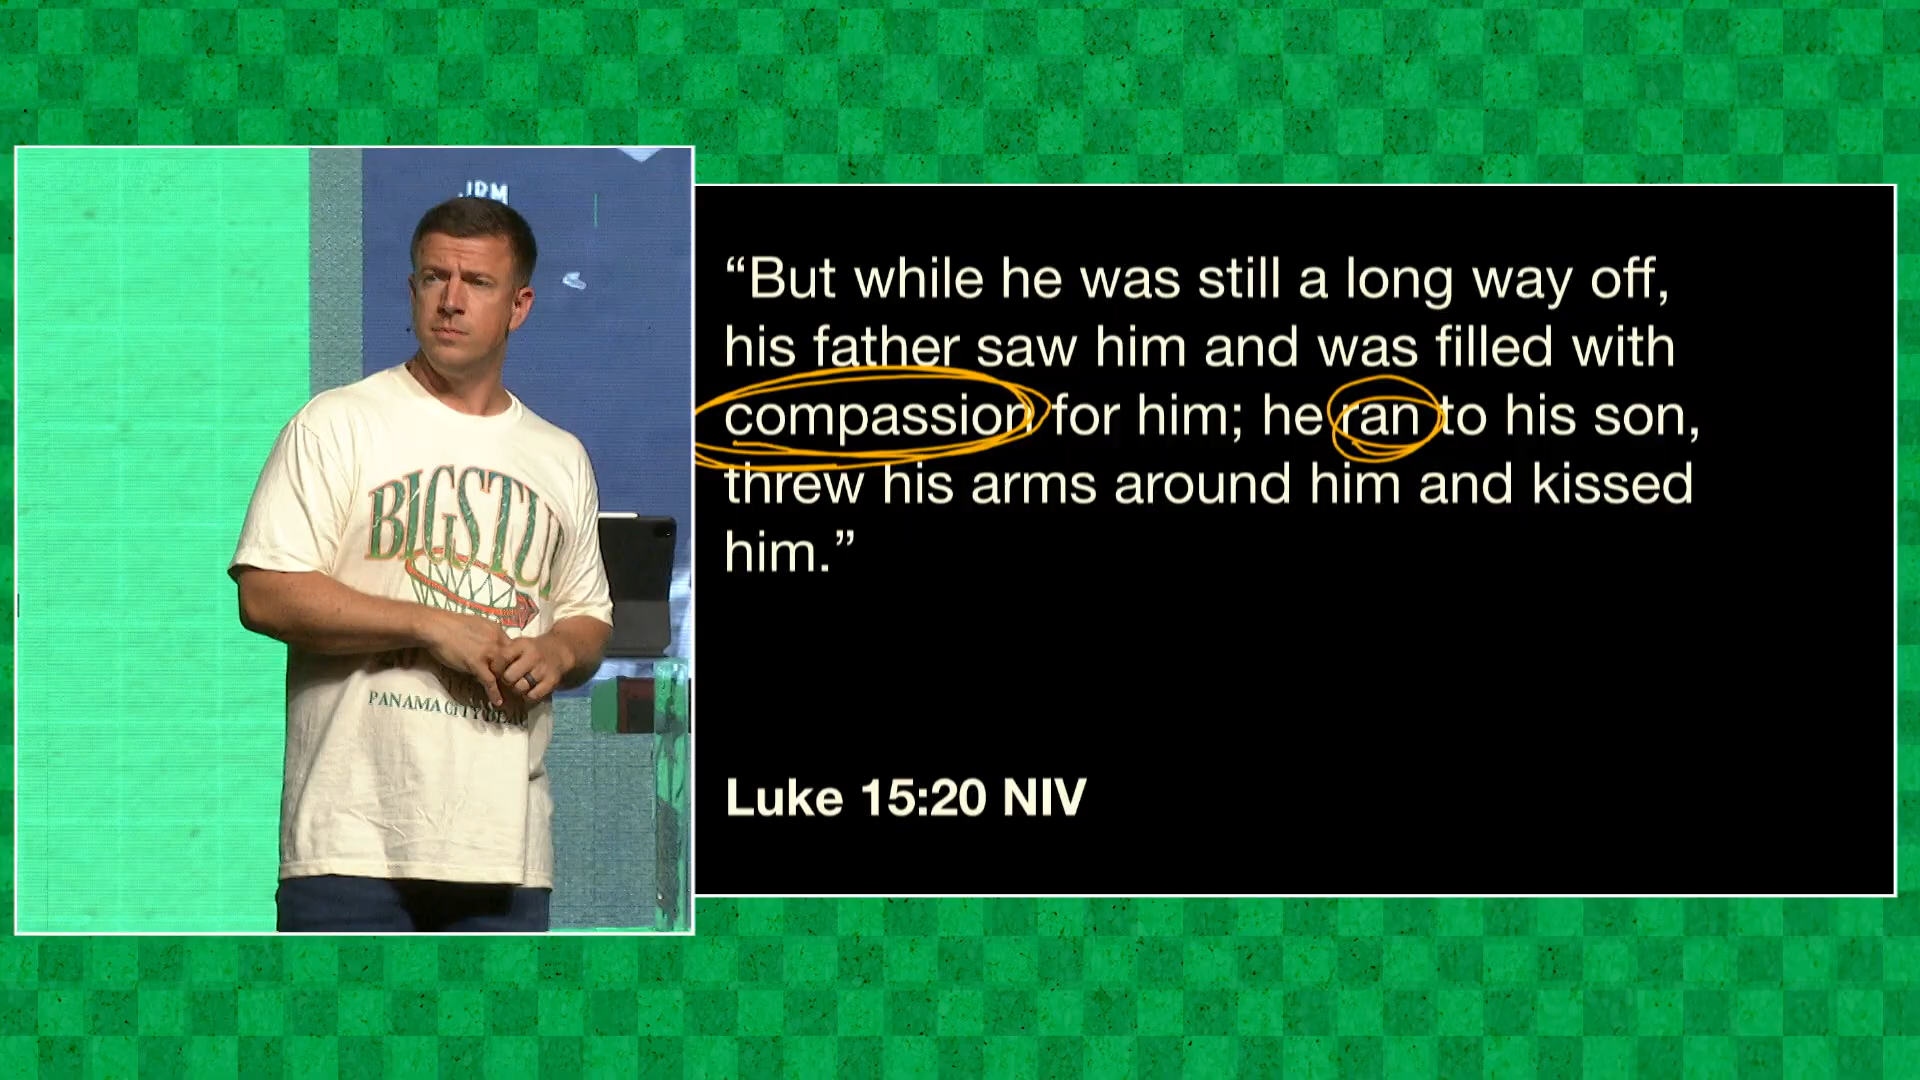 BIGSTU
PANAMA CITY BEAC
“But while he was still a long way off,
his father saw him and was filled with
compassion for him; he ran to his son,
threw his arms around him and kissed
him.”
Luke 15:20 NIV